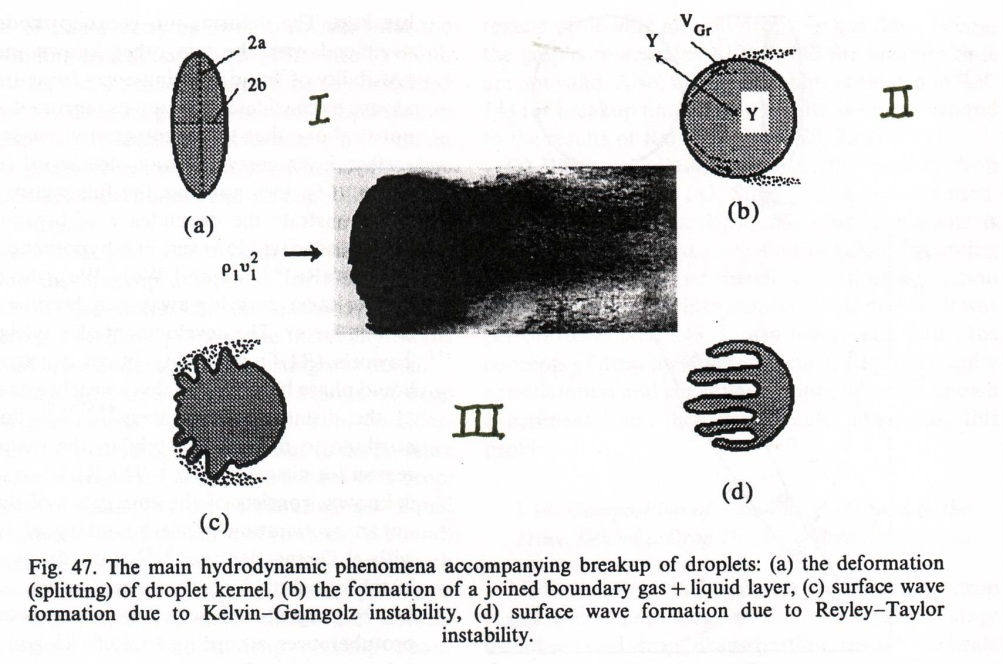 2a
2b
I
(a)
V Gr
Y
Y
II
(b)
ρ₁υ₁²
III
(c)
(d)
Fig. 47. The main hydrodynamic phenomena accompanying breakup of droplets: (a) the deformation
(splitting) of droplet kernel, (b) the formation of a joined boundary gas + liquid layer, (c) surface wave
formation due to Kelvin–Gelmgolz instability, (d) surface wave formation due to Reyley–Taylor
instability.